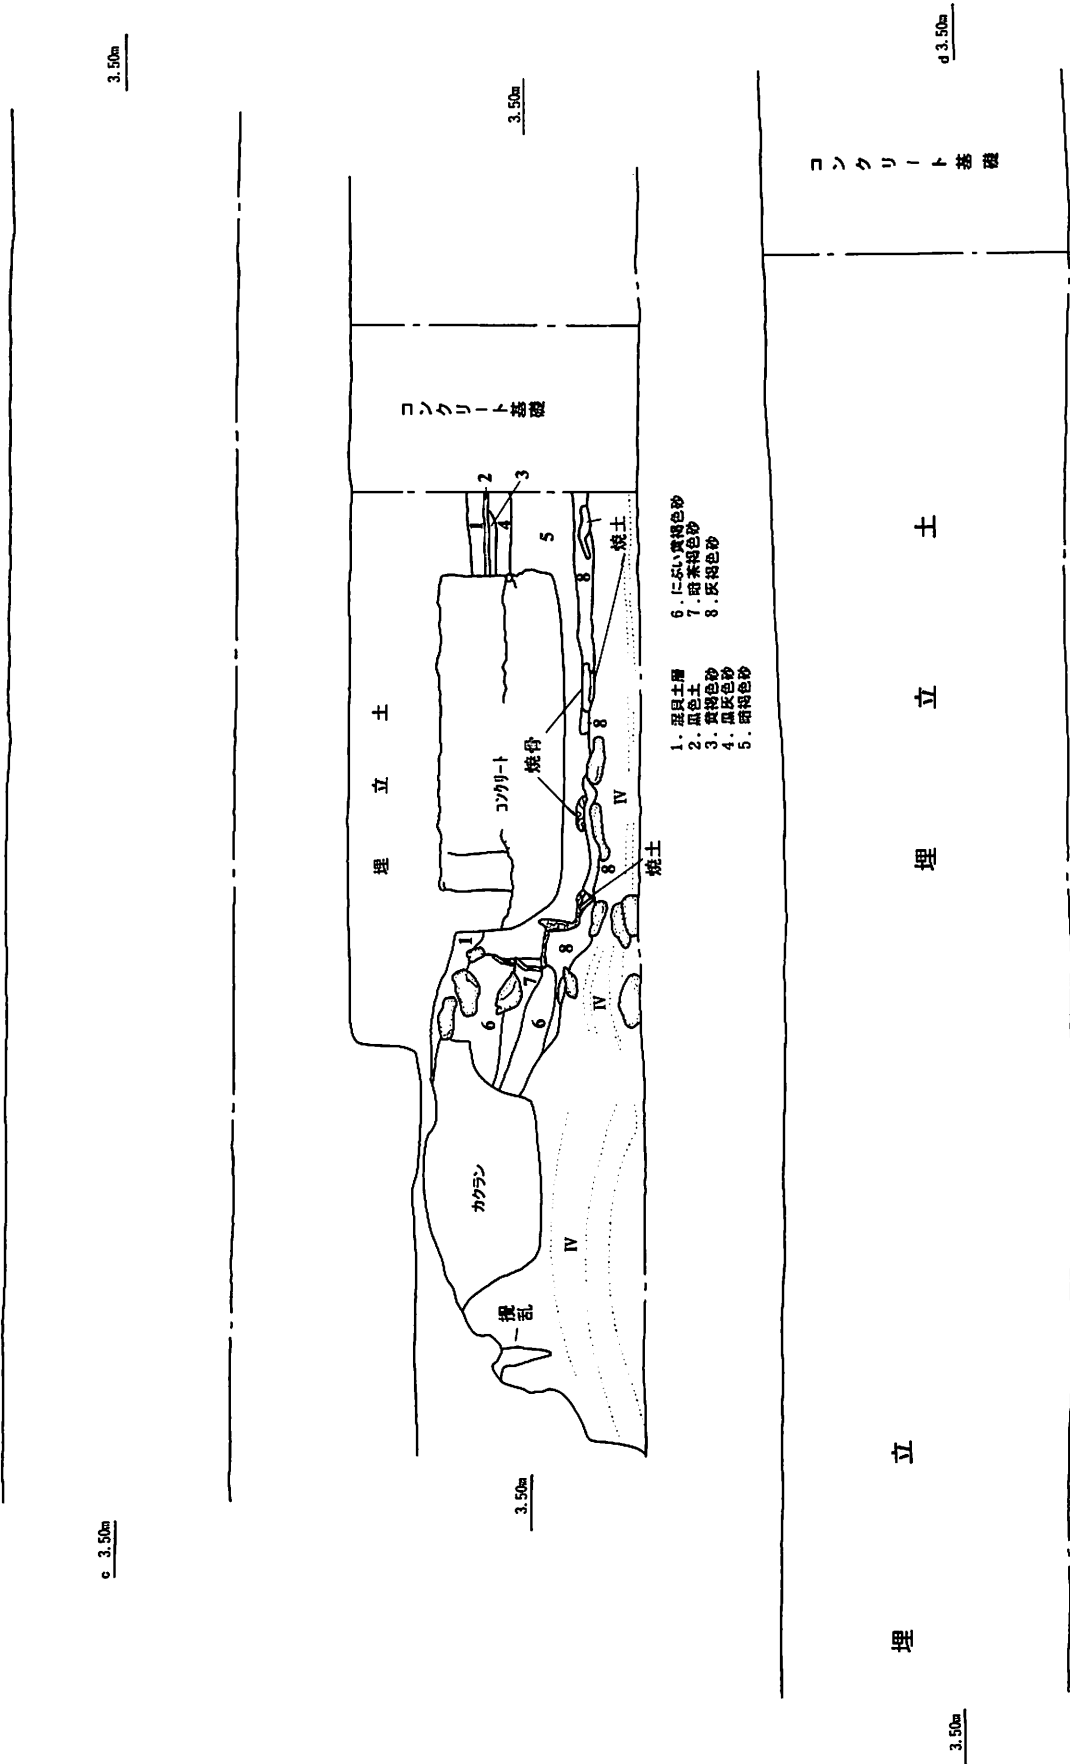 c 3.50m
3.50m
埋立土
コンクリート基礎
コンクリート
カクラン
攪乱
1
2
3
4
5
8
焼土
焼骨
8
8
焼土
1
7
6
6
8
IV
IV
IV
3.50m
3.50m
1. 混貝土層
2. 黒色土
3. 黄褐色砂
4. 黒灰色砂
5. 暗褐色砂
6. にぶい黄褐色砂
7. 暗茶褐色砂
8. 灰褐色砂
埋立
埋立土
コンクリート基礎
3.50m
d 3.50m